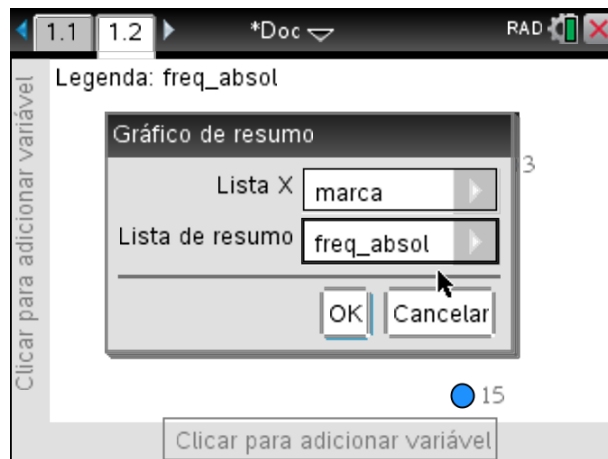 1.1 1.2 *Doc RAD
Legenda: freq_absol
Clicar para adicionar variável
Gráfico de resumo
3
Lista X marca
Lista de resumo freq_absol
OK Cancelar
15
Clicar para adicionar variável